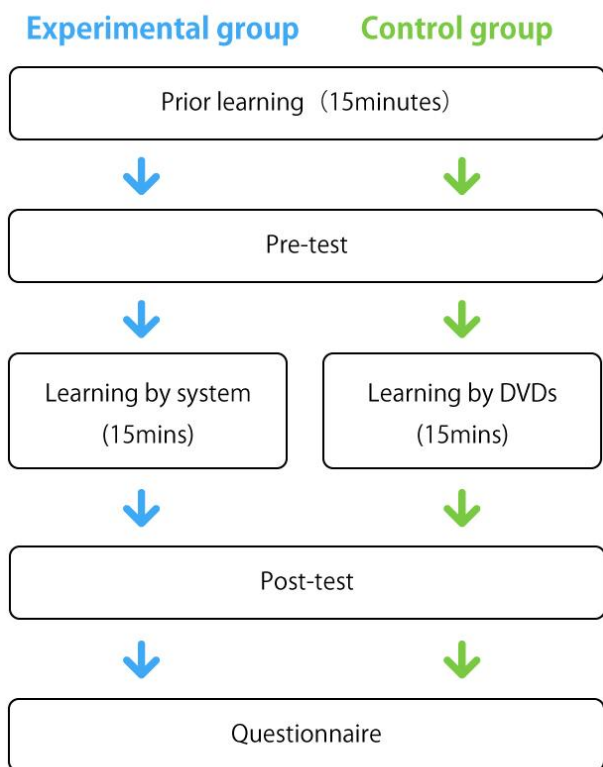 Experimental group Control group
Prior learning（15minutes）
Pre-test
Learning by system
(15mins)
Learning by DVDs
(15mins)
Post-test
Questionnaire